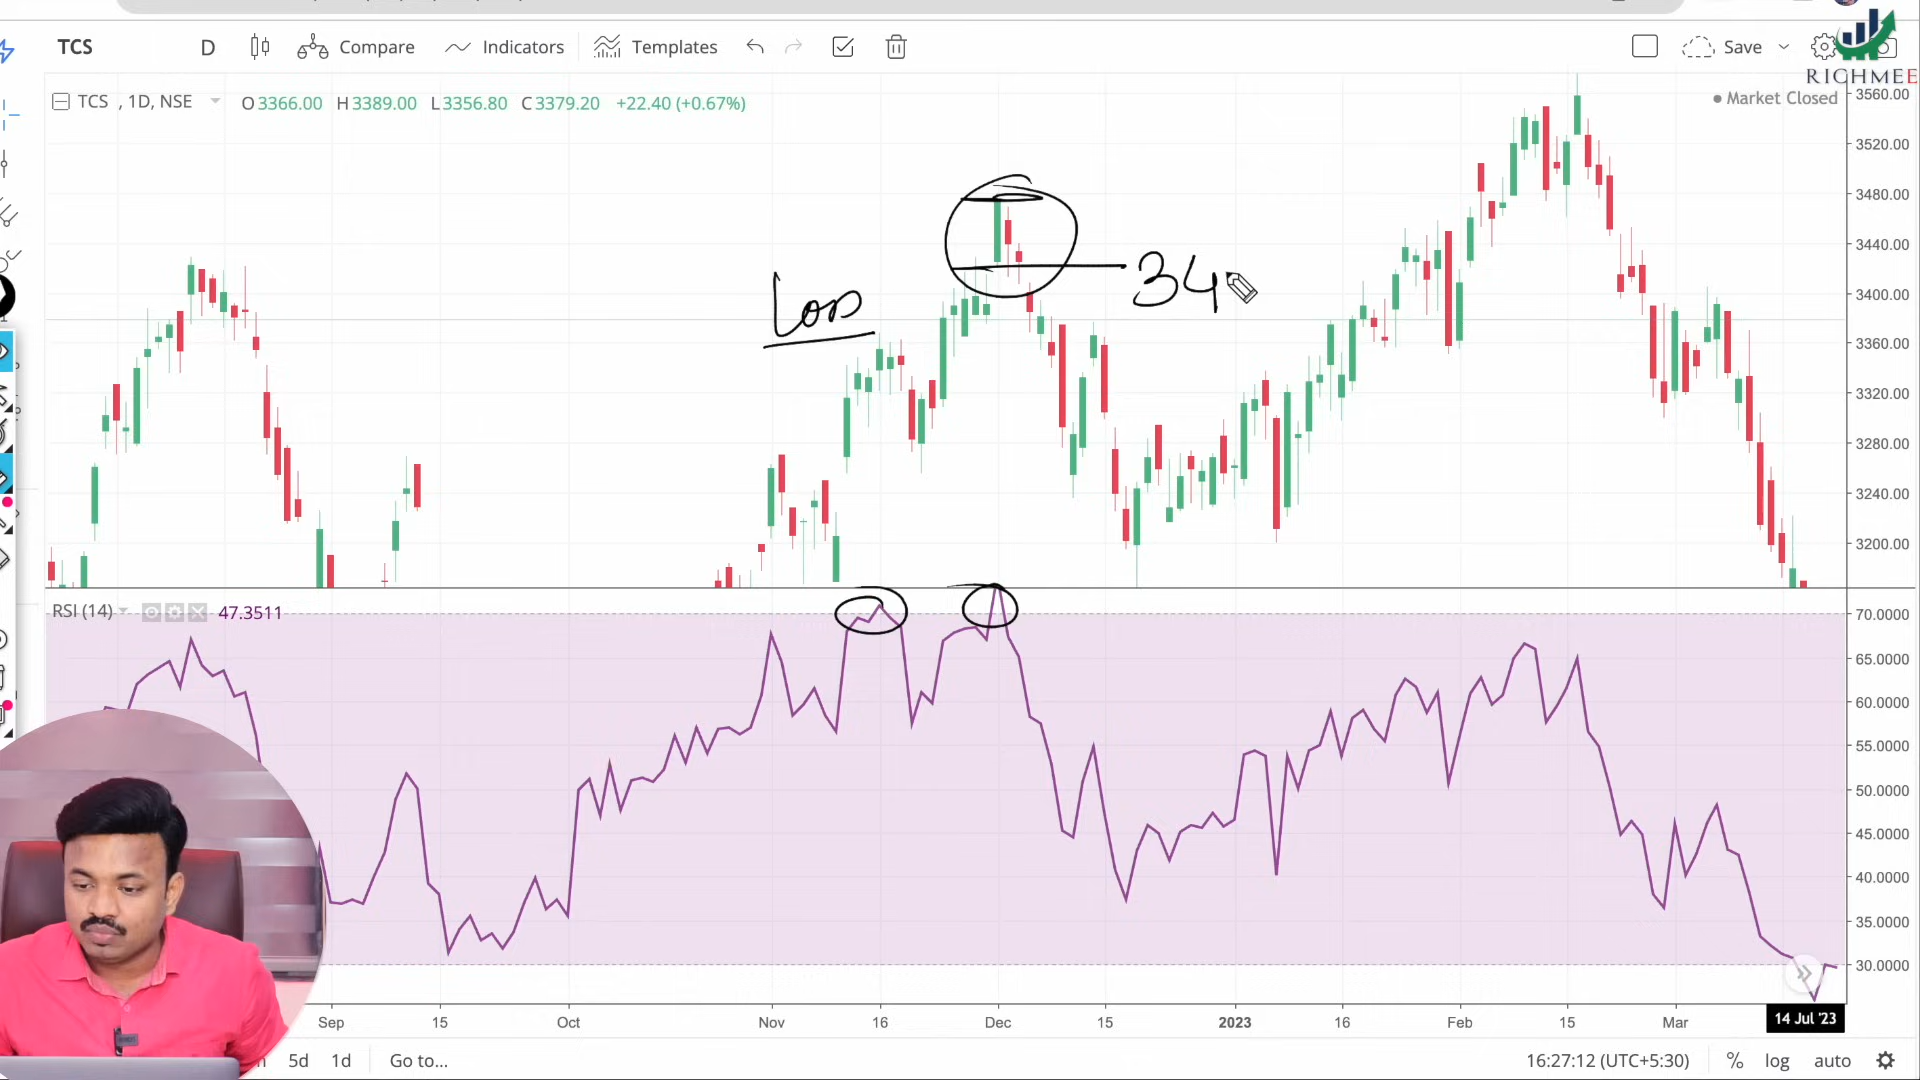 TCS D Compare Indicators Templates Save
RICHMEE
TCS , 1D, NSE O3366.00 H3389.00 L3356.80 C3379.20 +22.40 (+0.67%)
Market Closed
3560.00
3520.00
3480.00
3440.00
3400.00
3360.00
3320.00
3280.00
3240.00
3200.00
Loss
34
RSI (14) 47.3511
70.0000
65.0000
60.0000
55.0000
50.0000
45.0000
40.0000
35.0000
30.0000
Sep 15 Oct Nov 16 Dec 15 2023 16 Feb 15 Mar 14 Jul '23
5d 1d Go to... 16:27:12 (UTC+5:30) % log auto